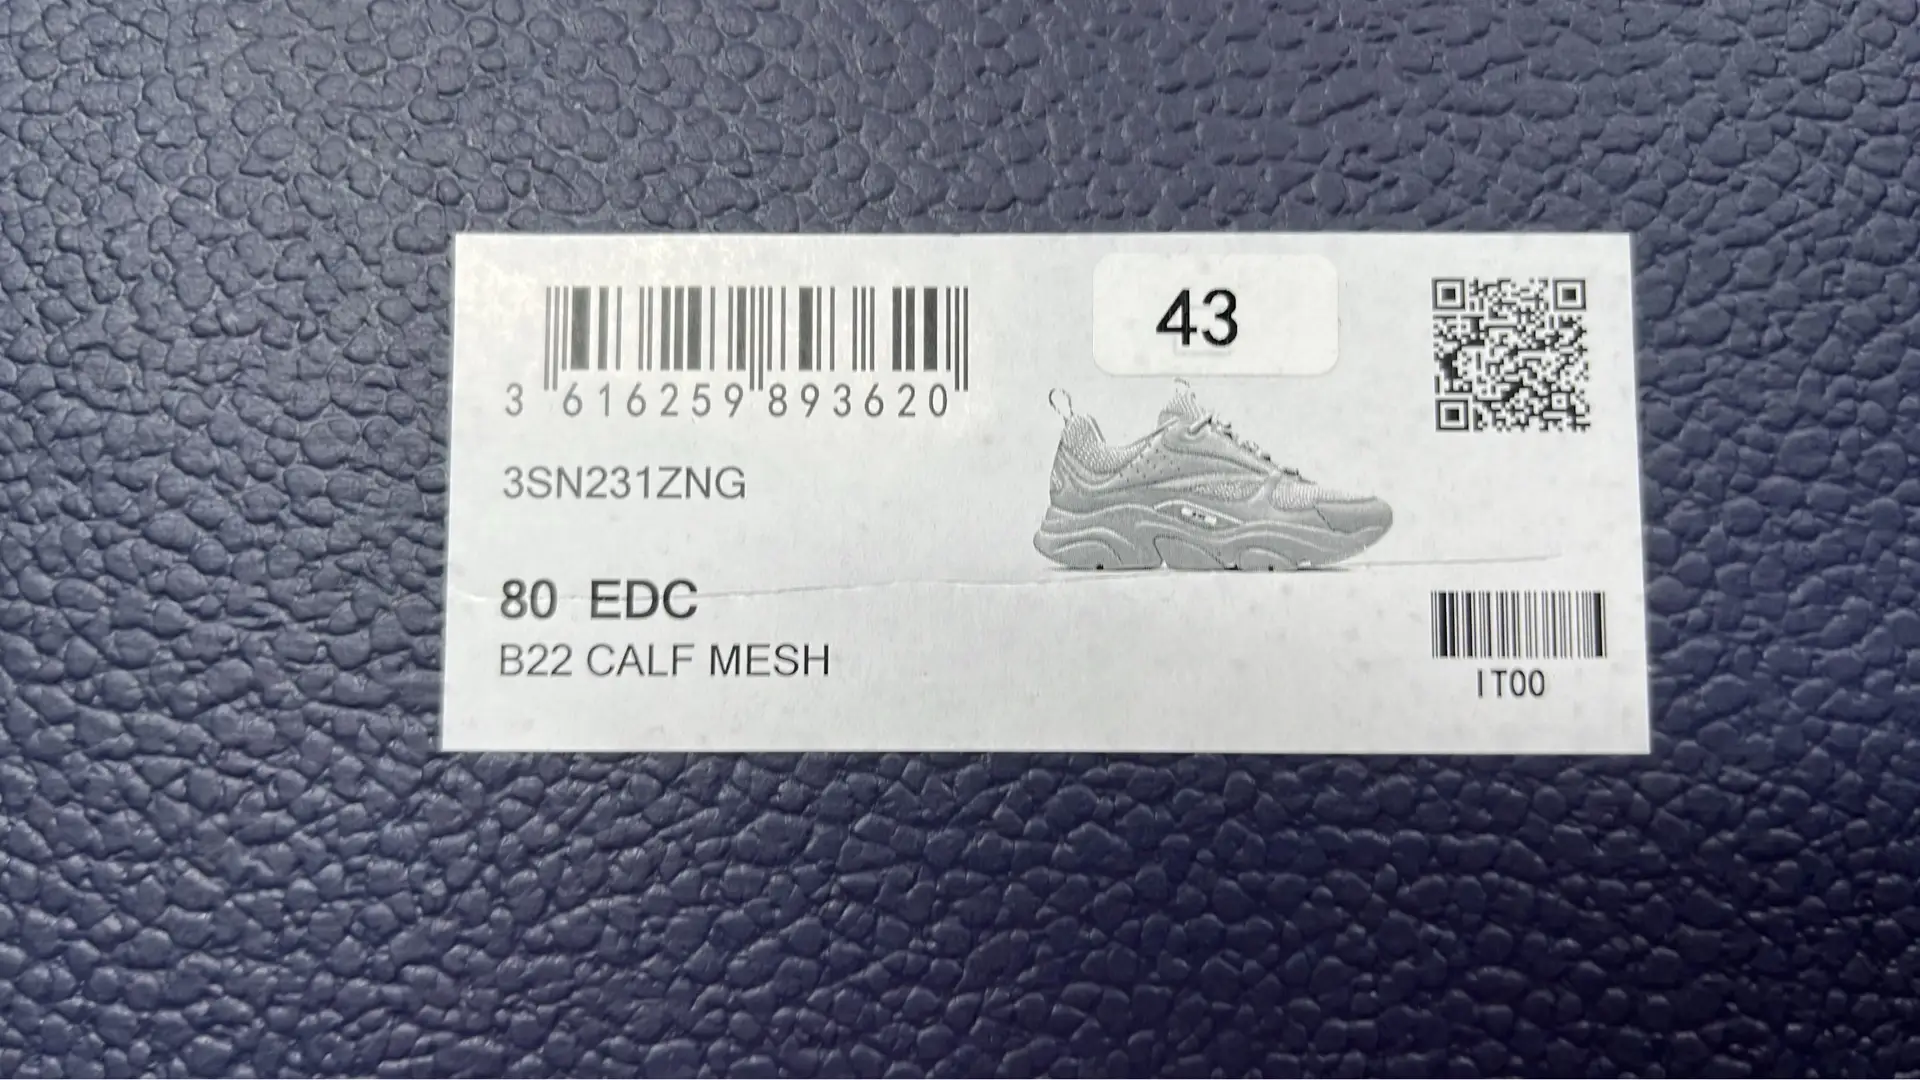 43
3 616259 893620
3SN231ZNG
80 EDC
B22 CALF MESH
IT00